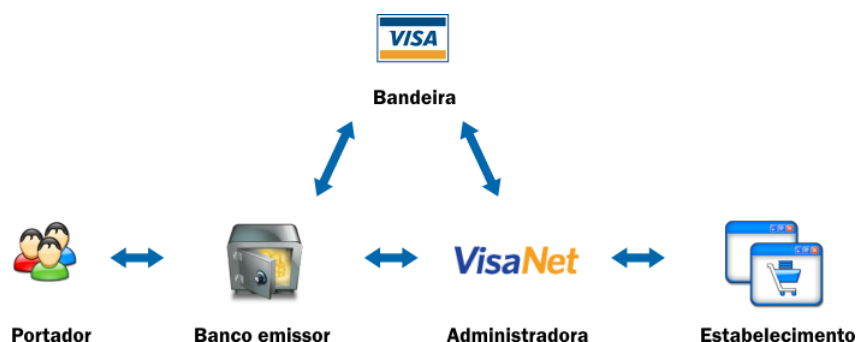 VISA
Bandeira
VisaNet
Portador
Banco emissor
Administradora
Estabelecimento